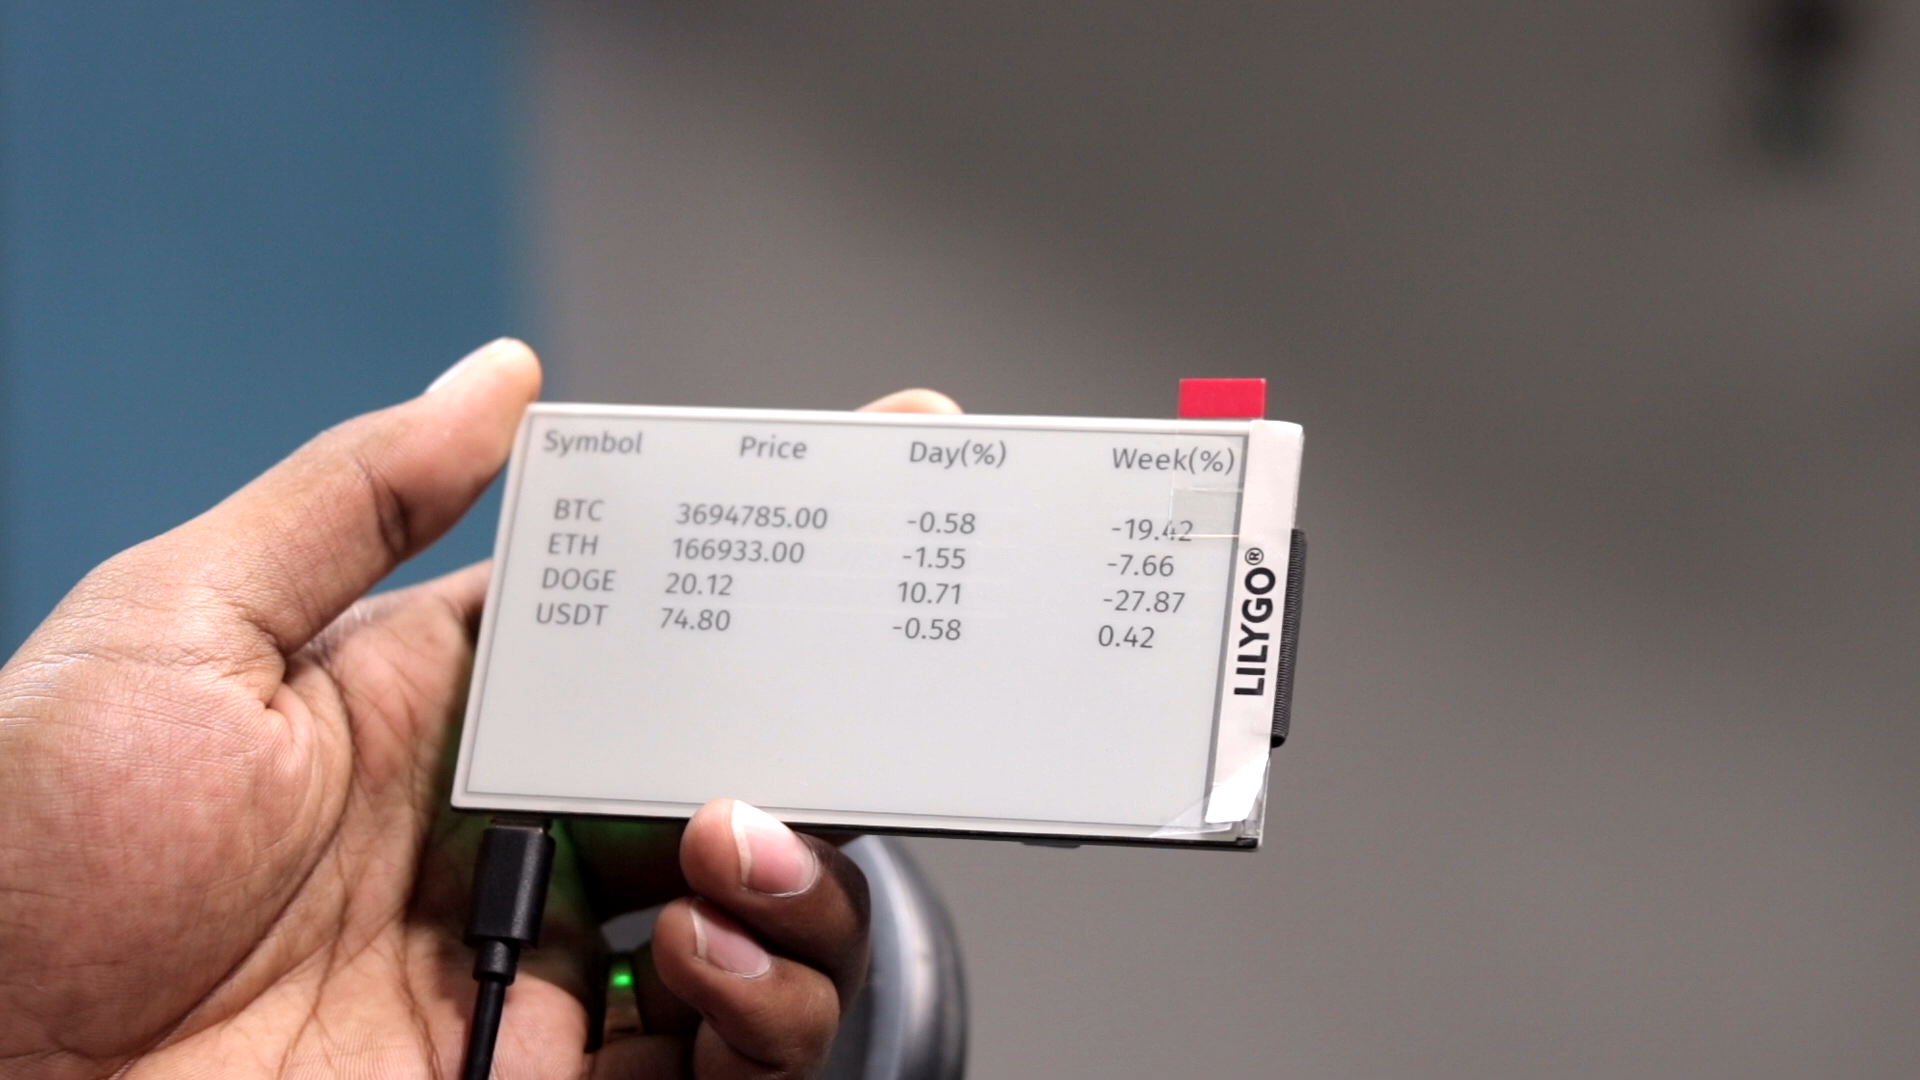 Symbol Price Day(%) Week(%)
BTC 3694785.00 -0.58 -19.42
ETH 166933.00 -1.55 -7.66
DOGE 20.12 10.71 -27.87
USDT 74.80 -0.58 0.42
LILYGO®